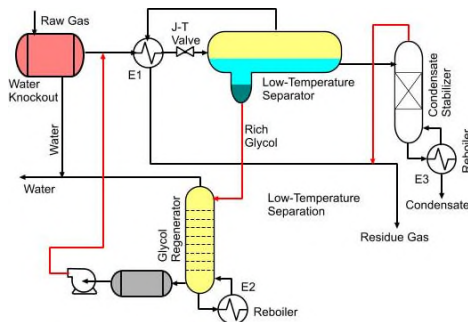 Raw Gas
J-T
Valve
Water
Knockout
E1
Low-Temperature
Separator
Condensate
Stabilizer
Water
Rich
Glycol
Reboiler
E3
Water
Condensate
Glycol
Regenerator
Low-Temperature
Separation
Residue Gas
E2
Reboiler